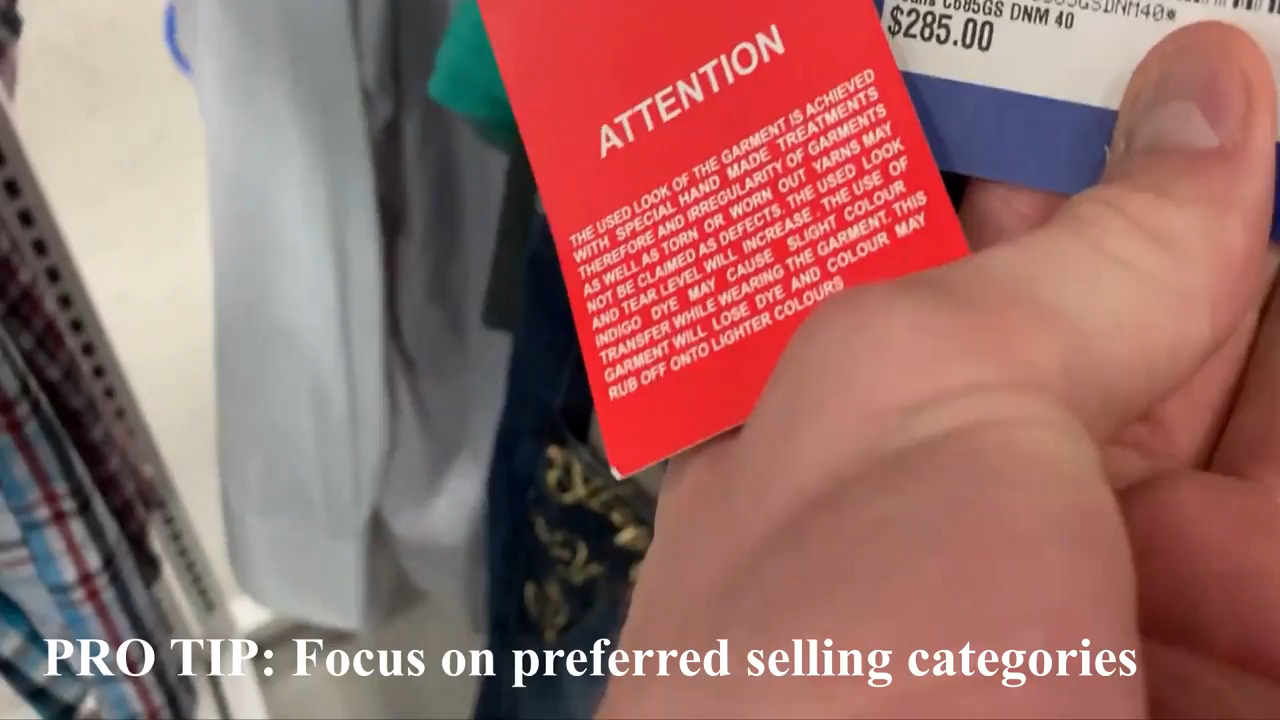 C695GS DNM 40
$285.00
ATTENTION
THE USED LOOK OF THE GARMENT IS ACHIEVED
WITH SPECIAL HAND MADE TREATMENTS
THEREFORE AND IRREGULARITY OF GARMENTS
AS WELL AS TORN OR WORN OUT YARNS MAY
NOT BE CLAIMED AS DEFECTS. THE USED LOOK
AND TEAR LEVEL WILL INCREASE. THE USE OF
INDIGO DYE MAY CAUSE SLIGHT COLOUR
TRANSFER WHILE WEARING THE GARMENT. THIS
GARMENT WILL LOSE DYE AND COLOUR MAY
RUB OFF ONTO LIGHTER COLOURS
PRO TIP: Focus on preferred selling categories